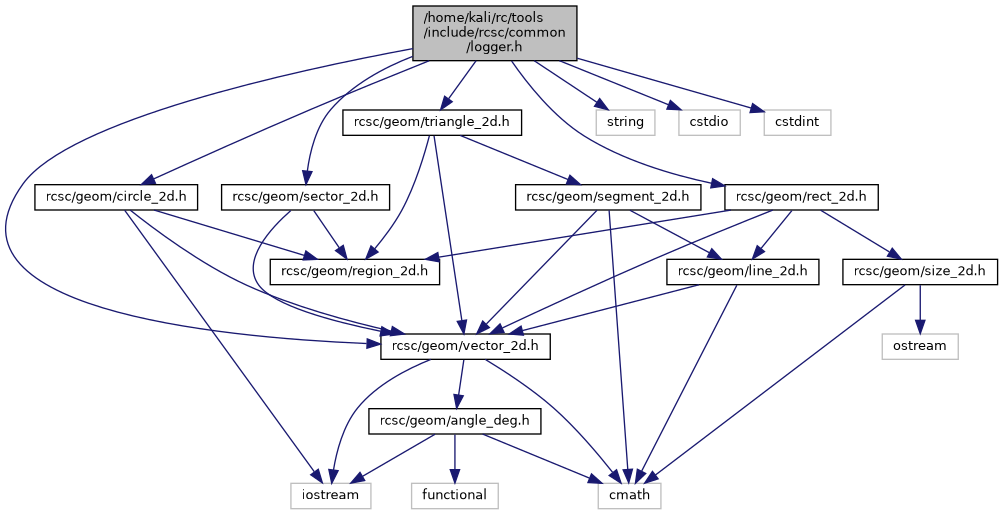 /home/kali/rc/tools
/include/rcsc/common
/logger.h
rcsc/geom/triangle_2d.h
string
cstdio
cstdint
rcsc/geom/circle_2d.h
rcsc/geom/sector_2d.h
rcsc/geom/segment_2d.h
rcsc/geom/rect_2d.h
rcsc/geom/region_2d.h
rcsc/geom/line_2d.h
rcsc/geom/size_2d.h
rcsc/geom/vector_2d.h
ostream
rcsc/geom/angle_deg.h
iostream
functional
cmath